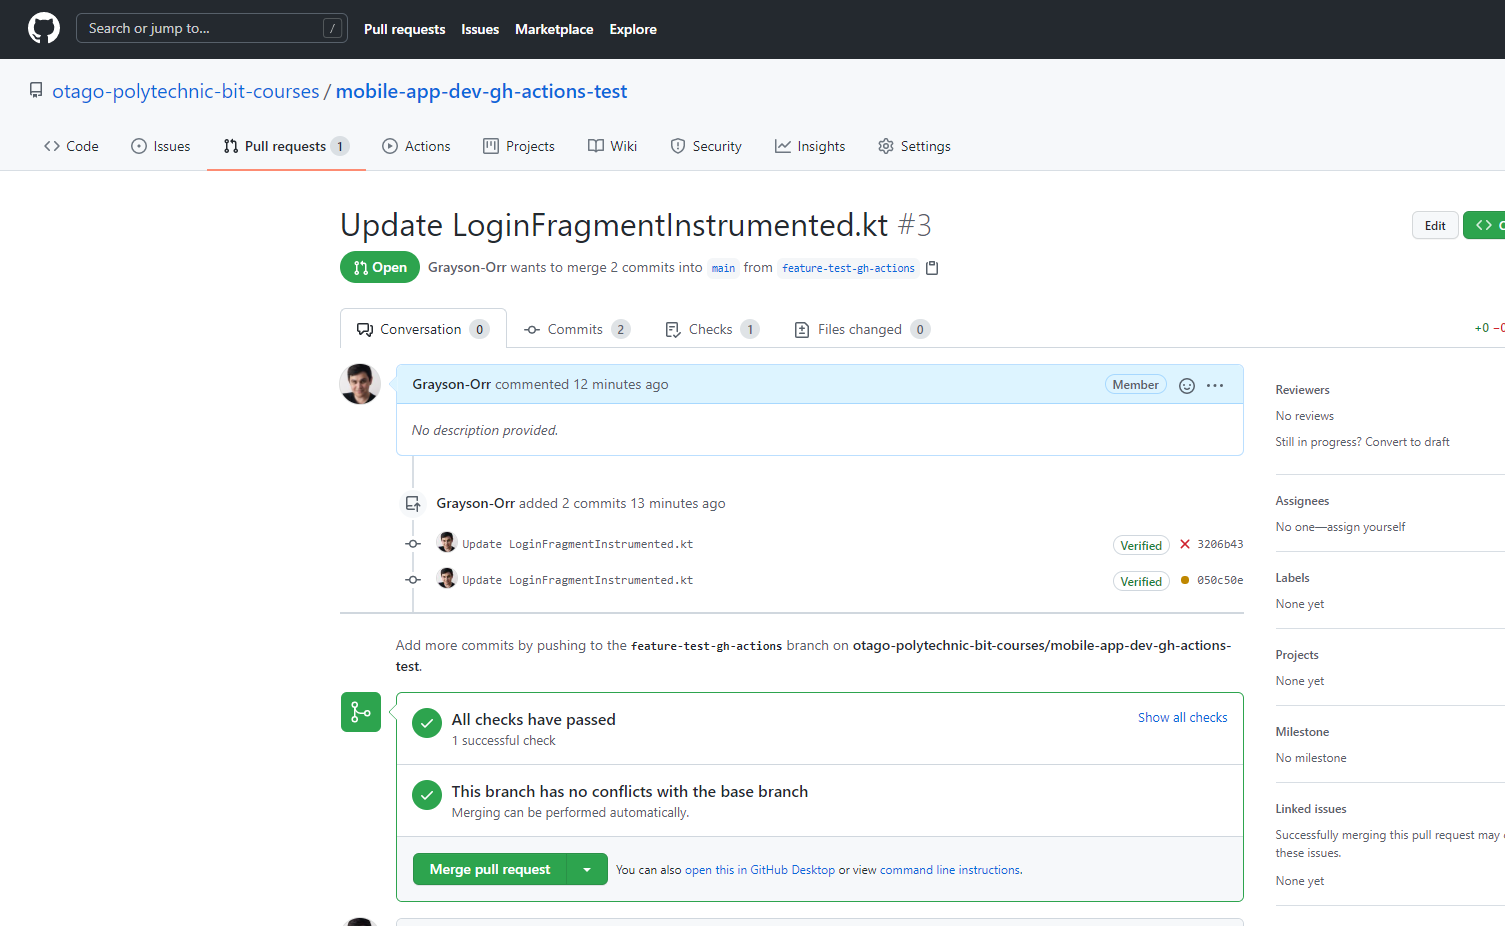 Search or jump to... /
Pull requests Issues Marketplace Explore
otago-polytechnic-bit-courses / mobile-app-dev-gh-actions-test
Code Issues Pull requests 1 Actions Projects Wiki Security Insights Settings
Update LoginFragmentInstrumented.kt #3
Edit
Open Grayson-Orr wants to merge 2 commits into main from feature-test-gh-actions
Conversation 0 Commits 2 Checks 1 Files changed 0
+0 −0
Grayson-Orr commented 12 minutes ago Member
No description provided.
Grayson-Orr added 2 commits 13 minutes ago
Update LoginFragmentInstrumented.kt Verified 3206b43
Update LoginFragmentInstrumented.kt Verified 050c50e
Add more commits by pushing to the feature-test-gh-actions branch on otago-polytechnic-bit-courses/mobile-app-dev-gh-actions-
test.
All checks have passed
1 successful check
Show all checks
This branch has no conflicts with the base branch
Merging can be performed automatically.
Merge pull request You can also open this in GitHub Desktop or view command line instructions.
Reviewers
No reviews
Still in progress? Convert to draft
Assignees
No one—assign yourself
Labels
None yet
Projects
None yet
Milestone
No milestone
Linked issues
Successfully merging this pull request may
these issues.
None yet